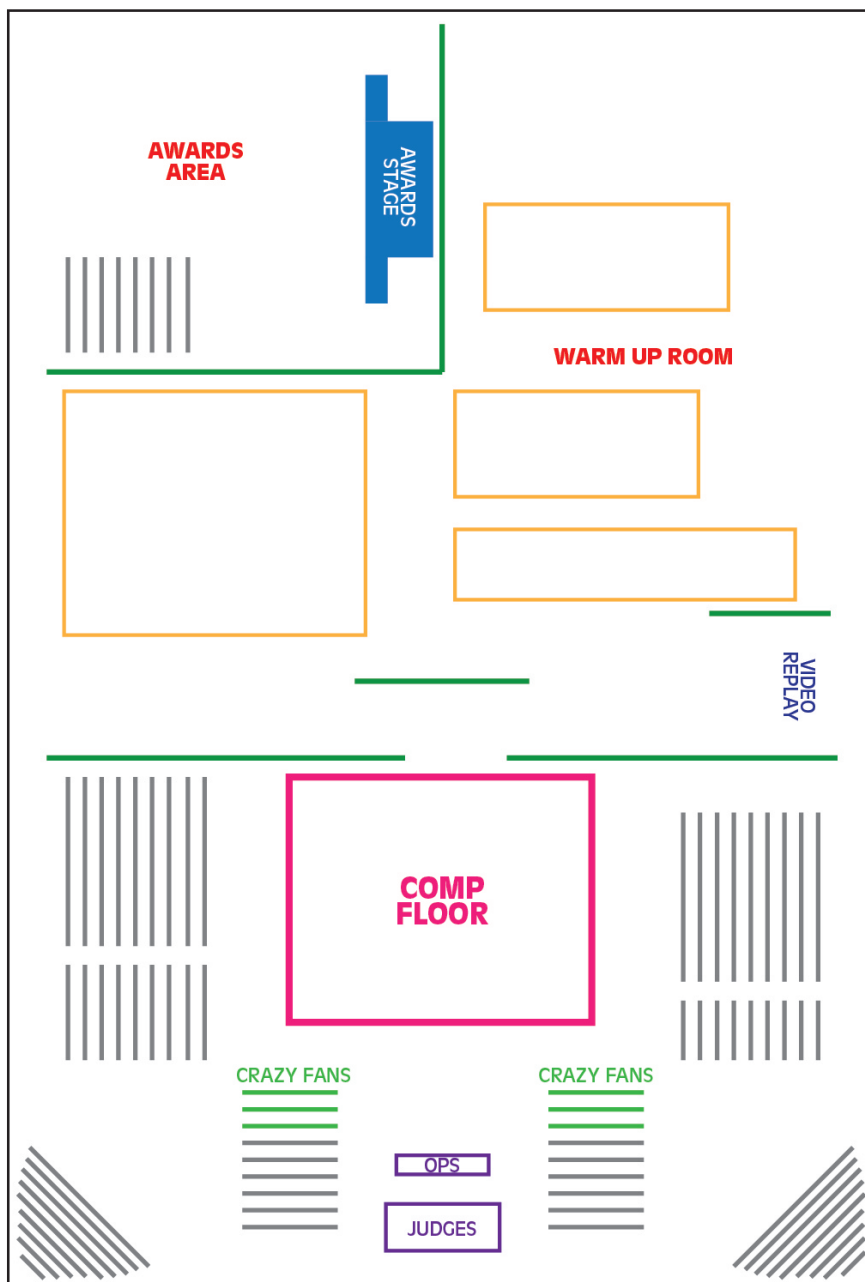 AWARDS
AREA
AWARDS
STAGE
WARM UP ROOM
VIDEO
REPLAY
COMP
FLOOR
CRAZY FANS
CRAZY FANS
OPS
JUDGES